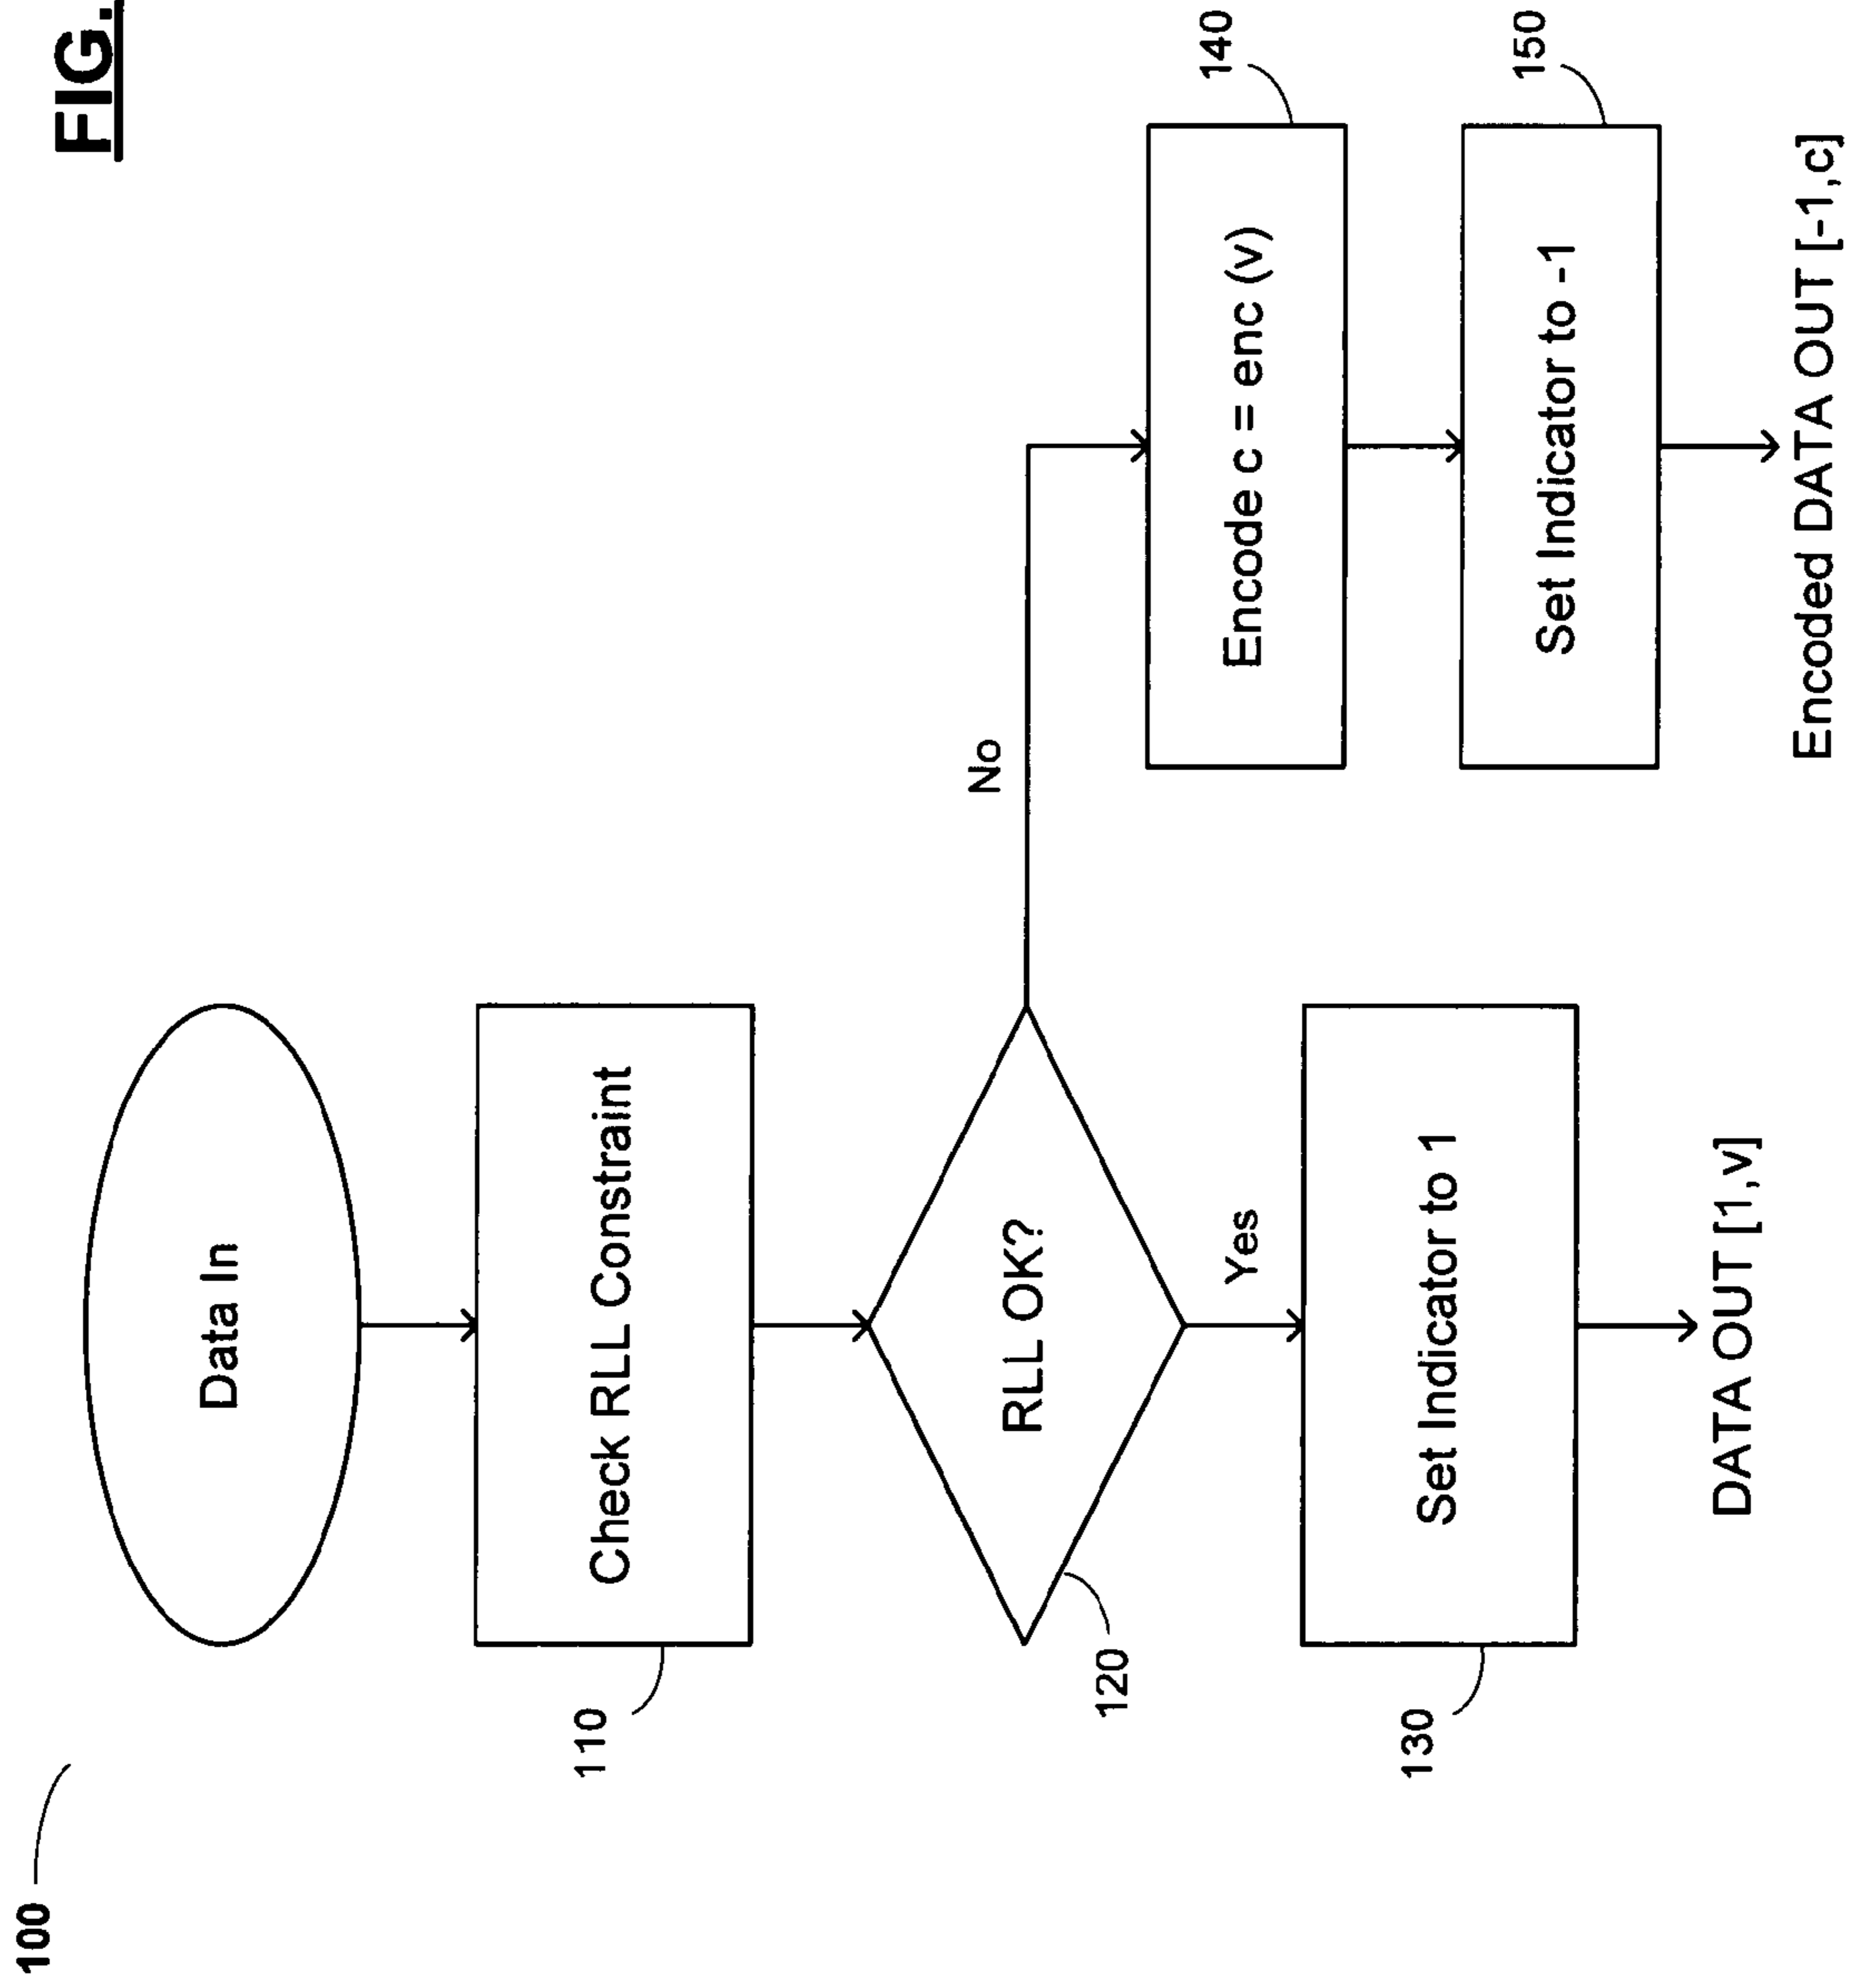 FIG.
100
Data In
110
Check RLL Constraint
120
RLL OK?
No
Yes
130
Set Indicator to 1
DATA OUT [1,v]
140
Encode c = enc (v)
150
Set Indicator to -1
Encoded DATA OUT [-1,c]